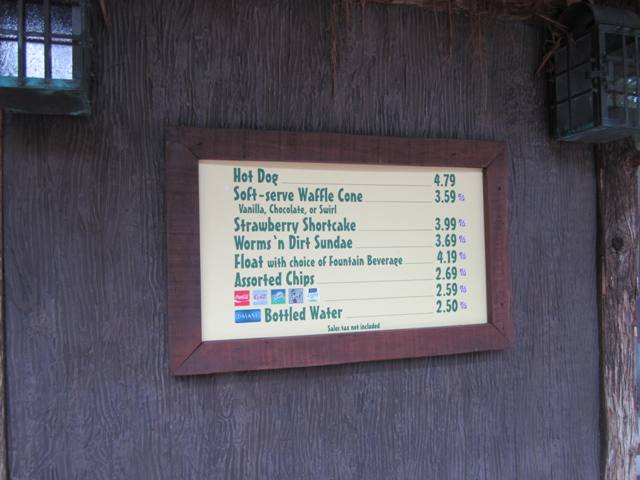 Hot Dog 4.79
Soft-serve Waffle Cone 3.59
Vanilla, Chocolate, or Swirl
Strawberry Shortcake 3.99
Worms 'n Dirt Sundae 3.69
Float with choice of Fountain Beverage 4.19
Assorted Chips 2.69
Coca-Cola 2.59
DASANI Bottled Water 2.50
Sales tax not included